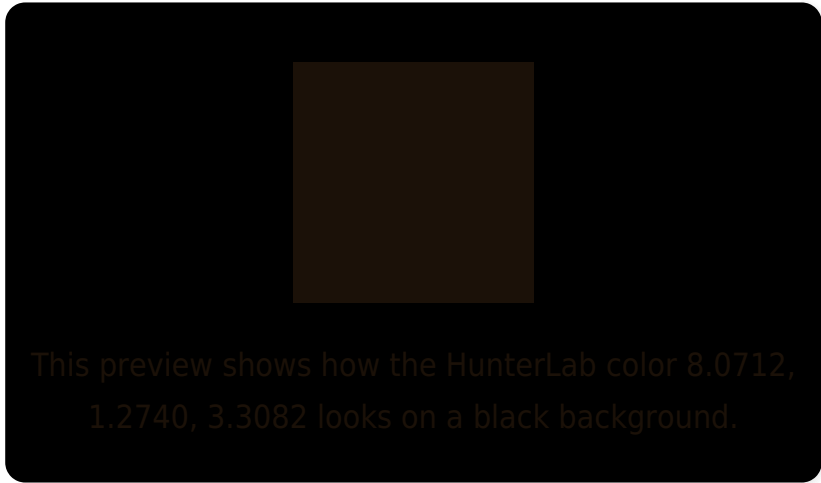 This preview shows how the HunterLab color 8.0712,
1.2740, 3.3082 looks on a black background.